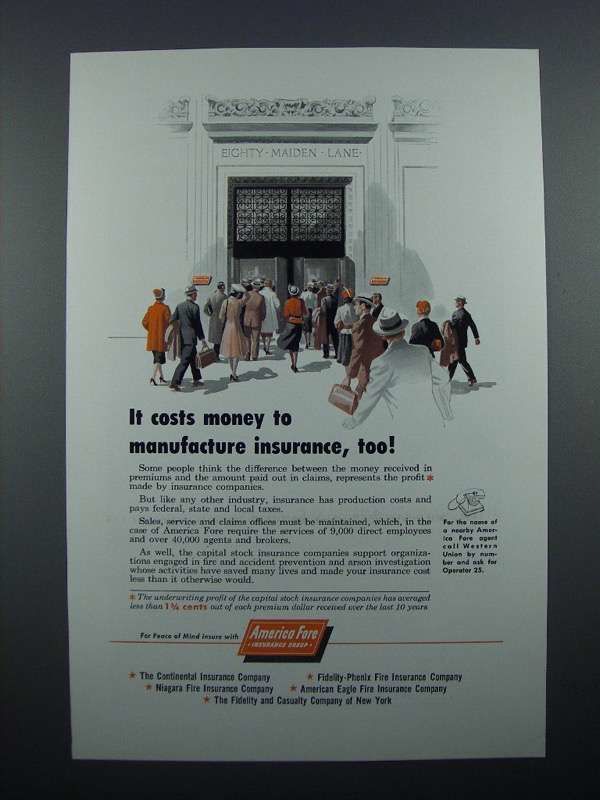 EIGHTY · MAIDEN · LANE ·
It costs money to
manufacture insurance, too!
Some people think the difference between the money received in
premiums and the amount paid out in claims, represents the profit *
made by insurance companies.
But like any other industry, insurance has production costs and
pays federal, state and local taxes.
Sales, service and claims offices must be maintained, which, in the
case of America Fore require the services of 9,000 direct employees
and over 40,000 agents and brokers.
As well, the capital stock insurance companies support organiza-
tions engaged in fire and accident prevention and arson investigation
whose activities have saved many lives and made your insurance cost
less than it otherwise would.
* The underwriting profit of the capital stock insurance companies has averaged
less than 1¾ cents out of each premium dollar received over the last 10 years
For the name of
a nearby Amer-
ica Fore agent
call Western
Union by num-
ber and ask for
Operator 25.
For Peace of Mind Insure with
America Fore
· INSURANCE GROUP ·
* The Continental Insurance Company
* Fidelity-Phenix Fire Insurance Company
* Niagara Fire Insurance Company
* American Eagle Fire Insurance Company
* The Fidelity and Casualty Company of New York